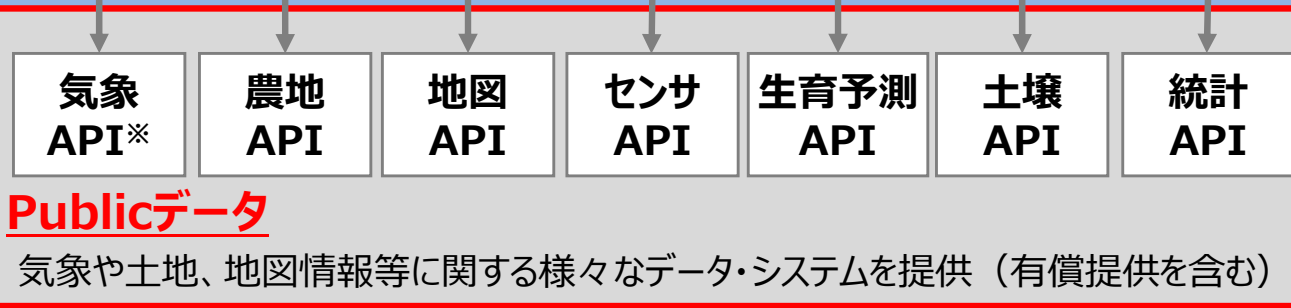 気象
API※
農地
API
地図
API
センサ
API
生育予測
API
土壌
API
統計
API
Publicデータ
気象や土地、地図情報等に関する様々なデータ・システムを提供（有償提供を含む）